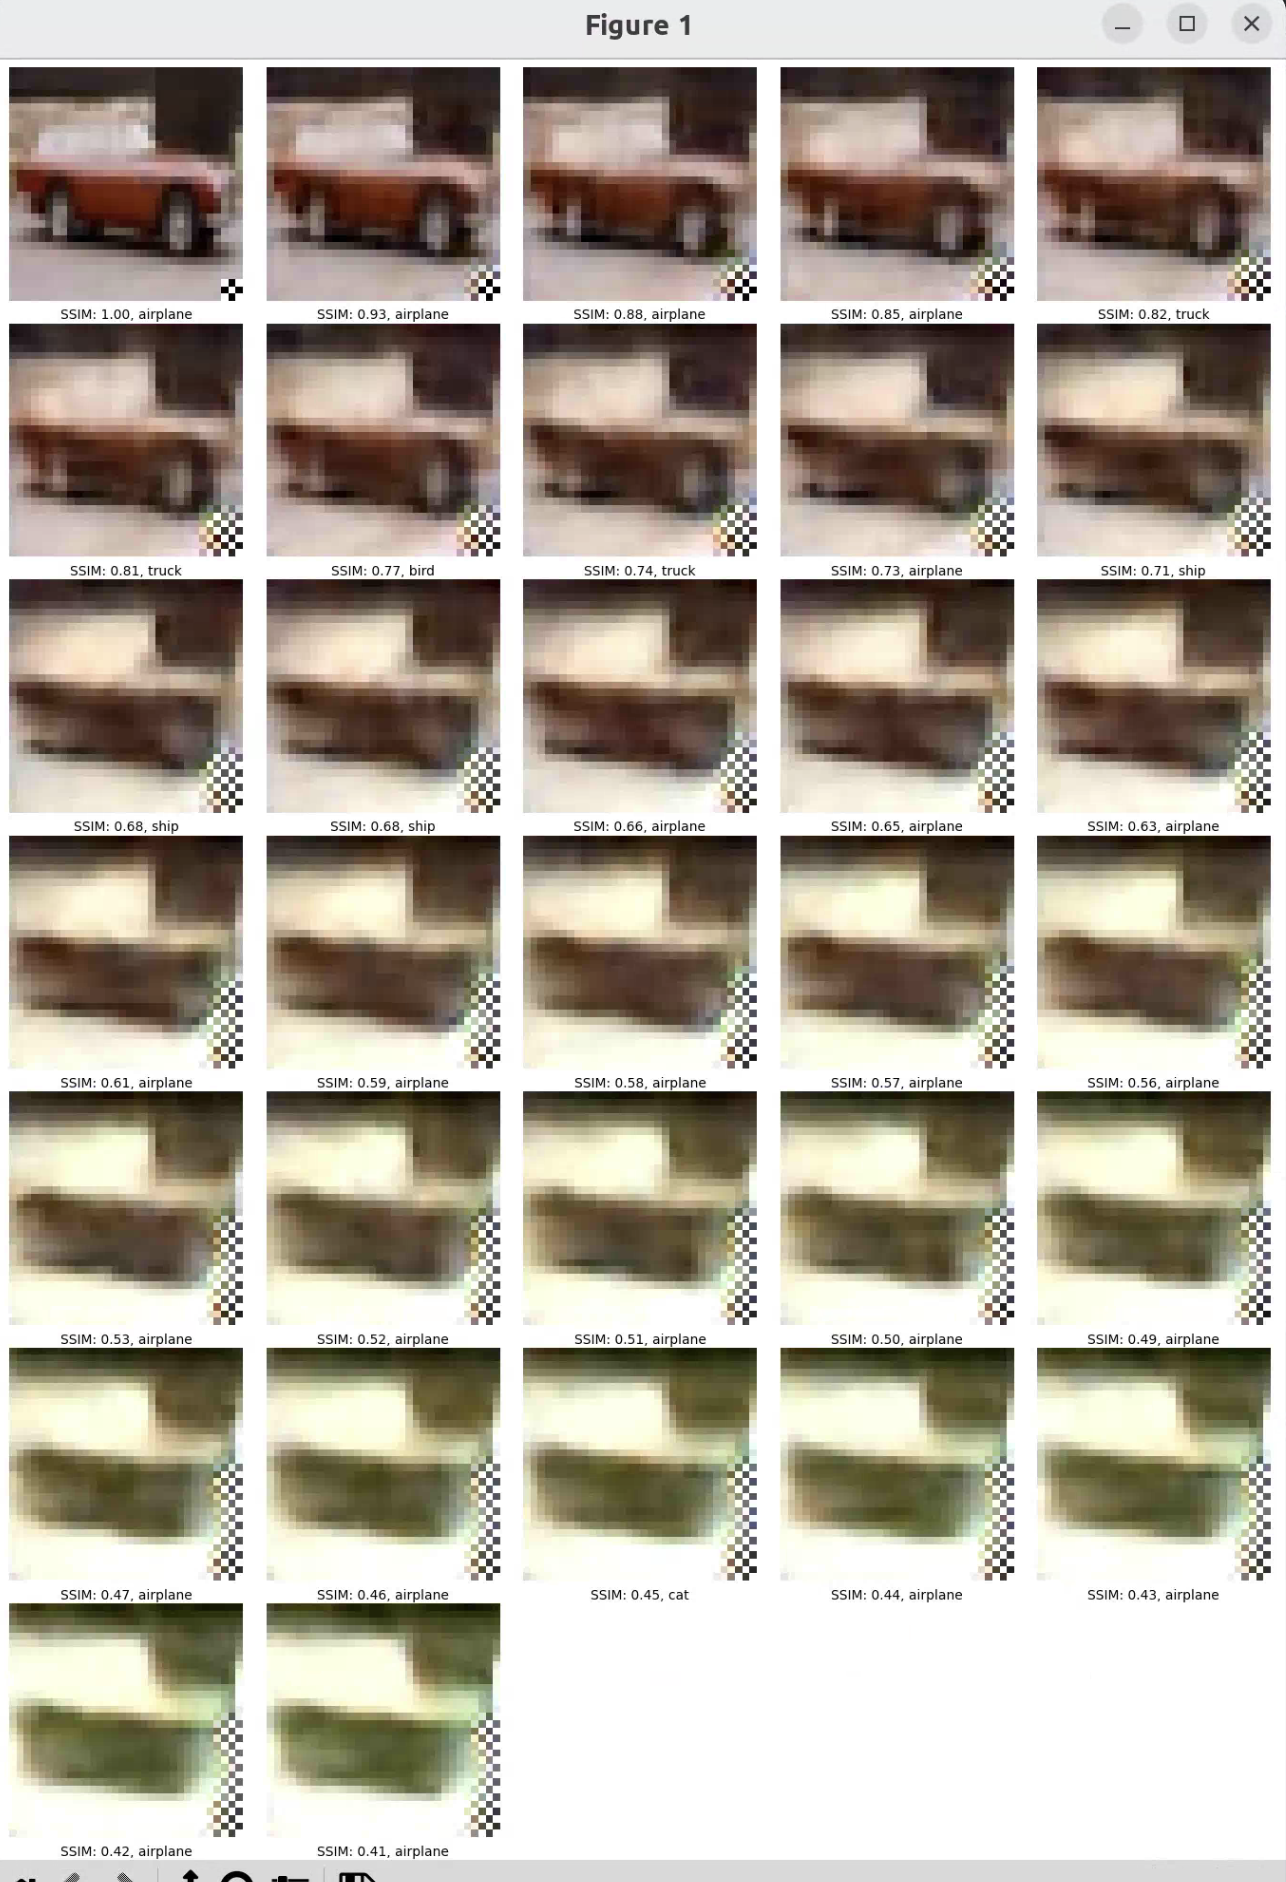 Figure 1
SSIM: 1.00, airplane
SSIM: 0.93, airplane
SSIM: 0.88, airplane
SSIM: 0.85, airplane
SSIM: 0.82, truck
SSIM: 0.81, truck
SSIM: 0.77, bird
SSIM: 0.74, truck
SSIM: 0.73, airplane
SSIM: 0.71, ship
SSIM: 0.68, ship
SSIM: 0.68, ship
SSIM: 0.66, airplane
SSIM: 0.65, airplane
SSIM: 0.63, airplane
SSIM: 0.61, airplane
SSIM: 0.59, airplane
SSIM: 0.58, airplane
SSIM: 0.57, airplane
SSIM: 0.56, airplane
SSIM: 0.53, airplane
SSIM: 0.52, airplane
SSIM: 0.51, airplane
SSIM: 0.50, airplane
SSIM: 0.49, airplane
SSIM: 0.47, airplane
SSIM: 0.46, airplane
SSIM: 0.45, cat
SSIM: 0.44, airplane
SSIM: 0.43, airplane
SSIM: 0.42, airplane
SSIM: 0.41, airplane